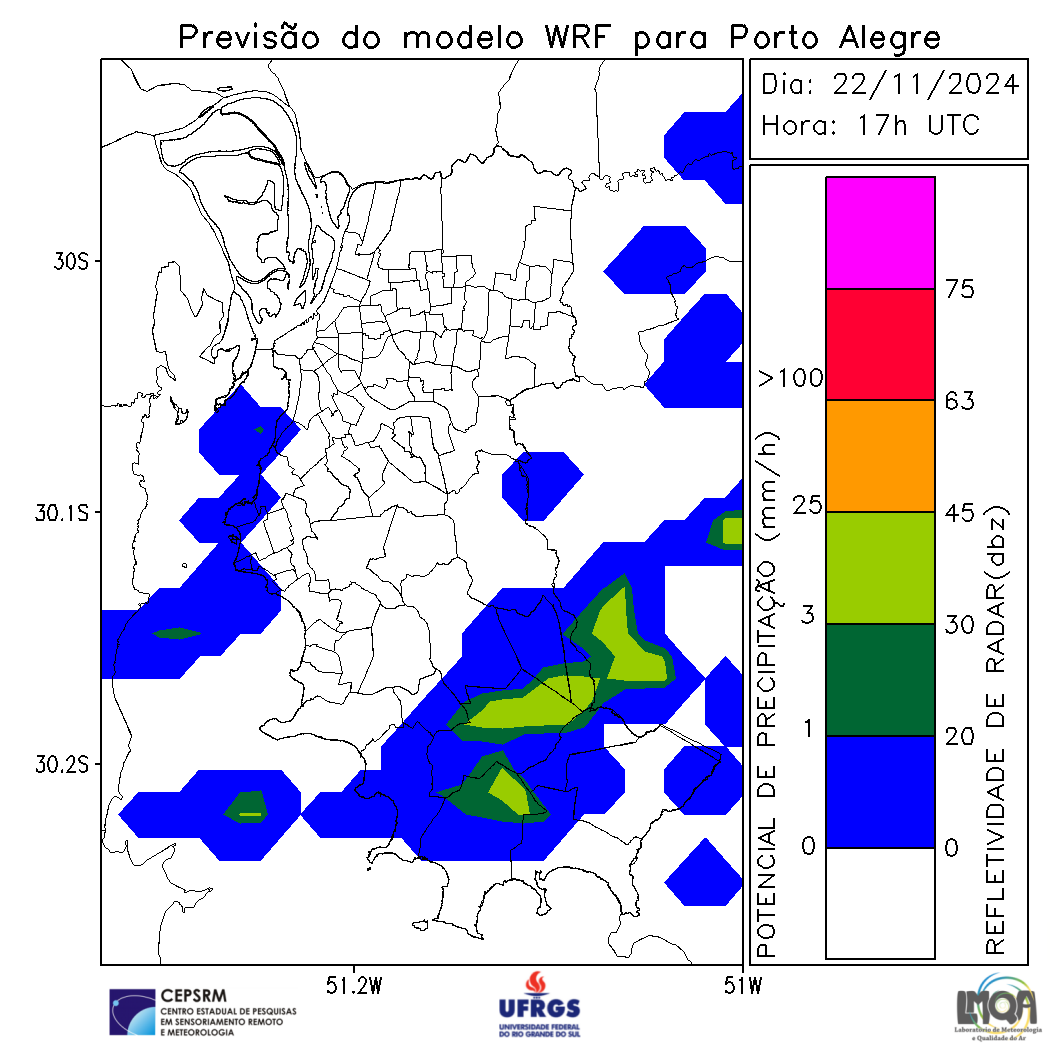 Previsão do modelo WRF para Porto Alegre
Dia: 22/11/2024
Hora: 17h UTC
30S
30.1S
30.2S
51.2W
51W
POTENCIAL DE PRECIPITAÇÃO (mm/h)
>100
25
3
1
0
75
63
45
30
20
0
REFLETIVIDADE DE RADAR(dbz)
CEPSRM
CENTRO ESTADUAL DE PESQUISAS
EM SENSORIAMENTO REMOTO
E METEOROLOGIA
UFRGS
UNIVERSIDADE FEDERAL
DO RIO GRANDE DO SUL
LMQA
Laboratório de Meteorologia
e Qualidade do Ar